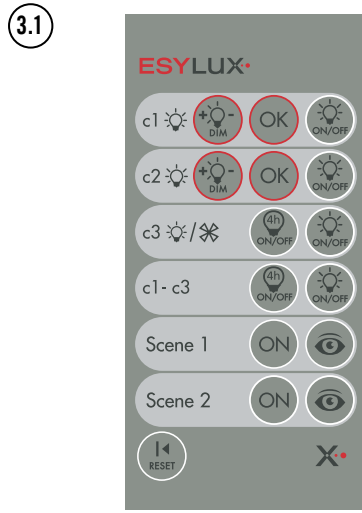 3.1
ESYLUX
c1 + - DIM OK ON/OFF
c2 + - DIM OK ON/OFF
c3 / 4h ON/OFF ON/OFF
c1- c3 4h ON/OFF ON/OFF
Scene 1 ON
Scene 2 ON
RESET X